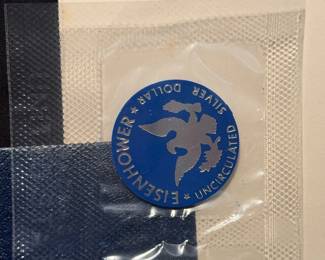 EISENHOWER
UNCIRCULATED SILVER DOLLAR